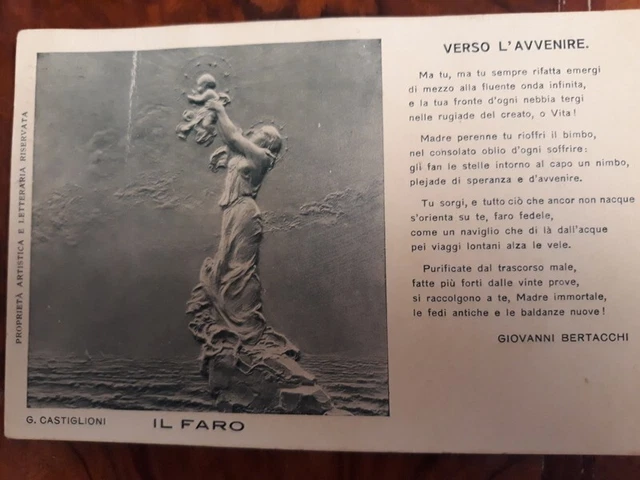 PROPRIETÀ ARTISTICA E LETTERARIA RISERVATA
G. CASTIGLIONI
IL FARO
VERSO L'AVVENIRE.
Ma tu, ma tu sempre rifatta emergi
di mezzo alla fluente onda infinita,
e la tua fronte d'ogni nebbia tergi
nelle rugiade del creato, o Vita!
Madre perenne tu rioffri il bimbo,
nel consolato oblio d'ogni soffrire:
gli fan le stelle intorno al capo un nimbo,
plejade di speranza e d'avvenire.
Tu sorgi, e tutto ciò che ancor non nacque
s'orienta su te, faro fedele,
come un naviglio che di là dall'acque
pei viaggi lontani alza le vele.
Purificate dal trascorso male,
fatte più forti dalle vinte prove,
si raccolgono a te, Madre immortale,
le fedi antiche e le baldanze nuove!
GIOVANNI BERTACCHI